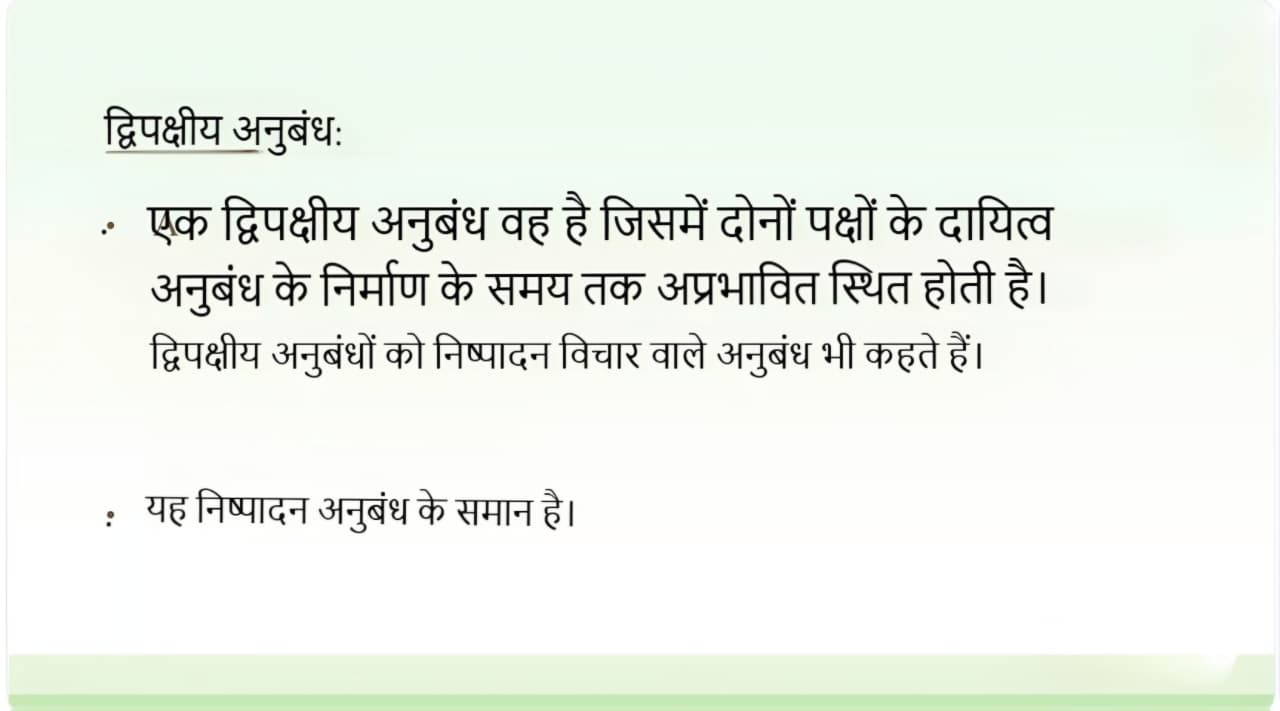 द्विपक्षीय अनुबंध:
• एक द्विपक्षीय अनुबंध वह है जिसमें दोनों पक्षों के दायित्व
अनुबंध के निर्माण के समय तक अप्रभावित स्थित होती है।
द्विपक्षीय अनुबंधों को निष्पादन विचार वाले अनुबंध भी कहते हैं।
• यह निष्पादन अनुबंध के समान है।